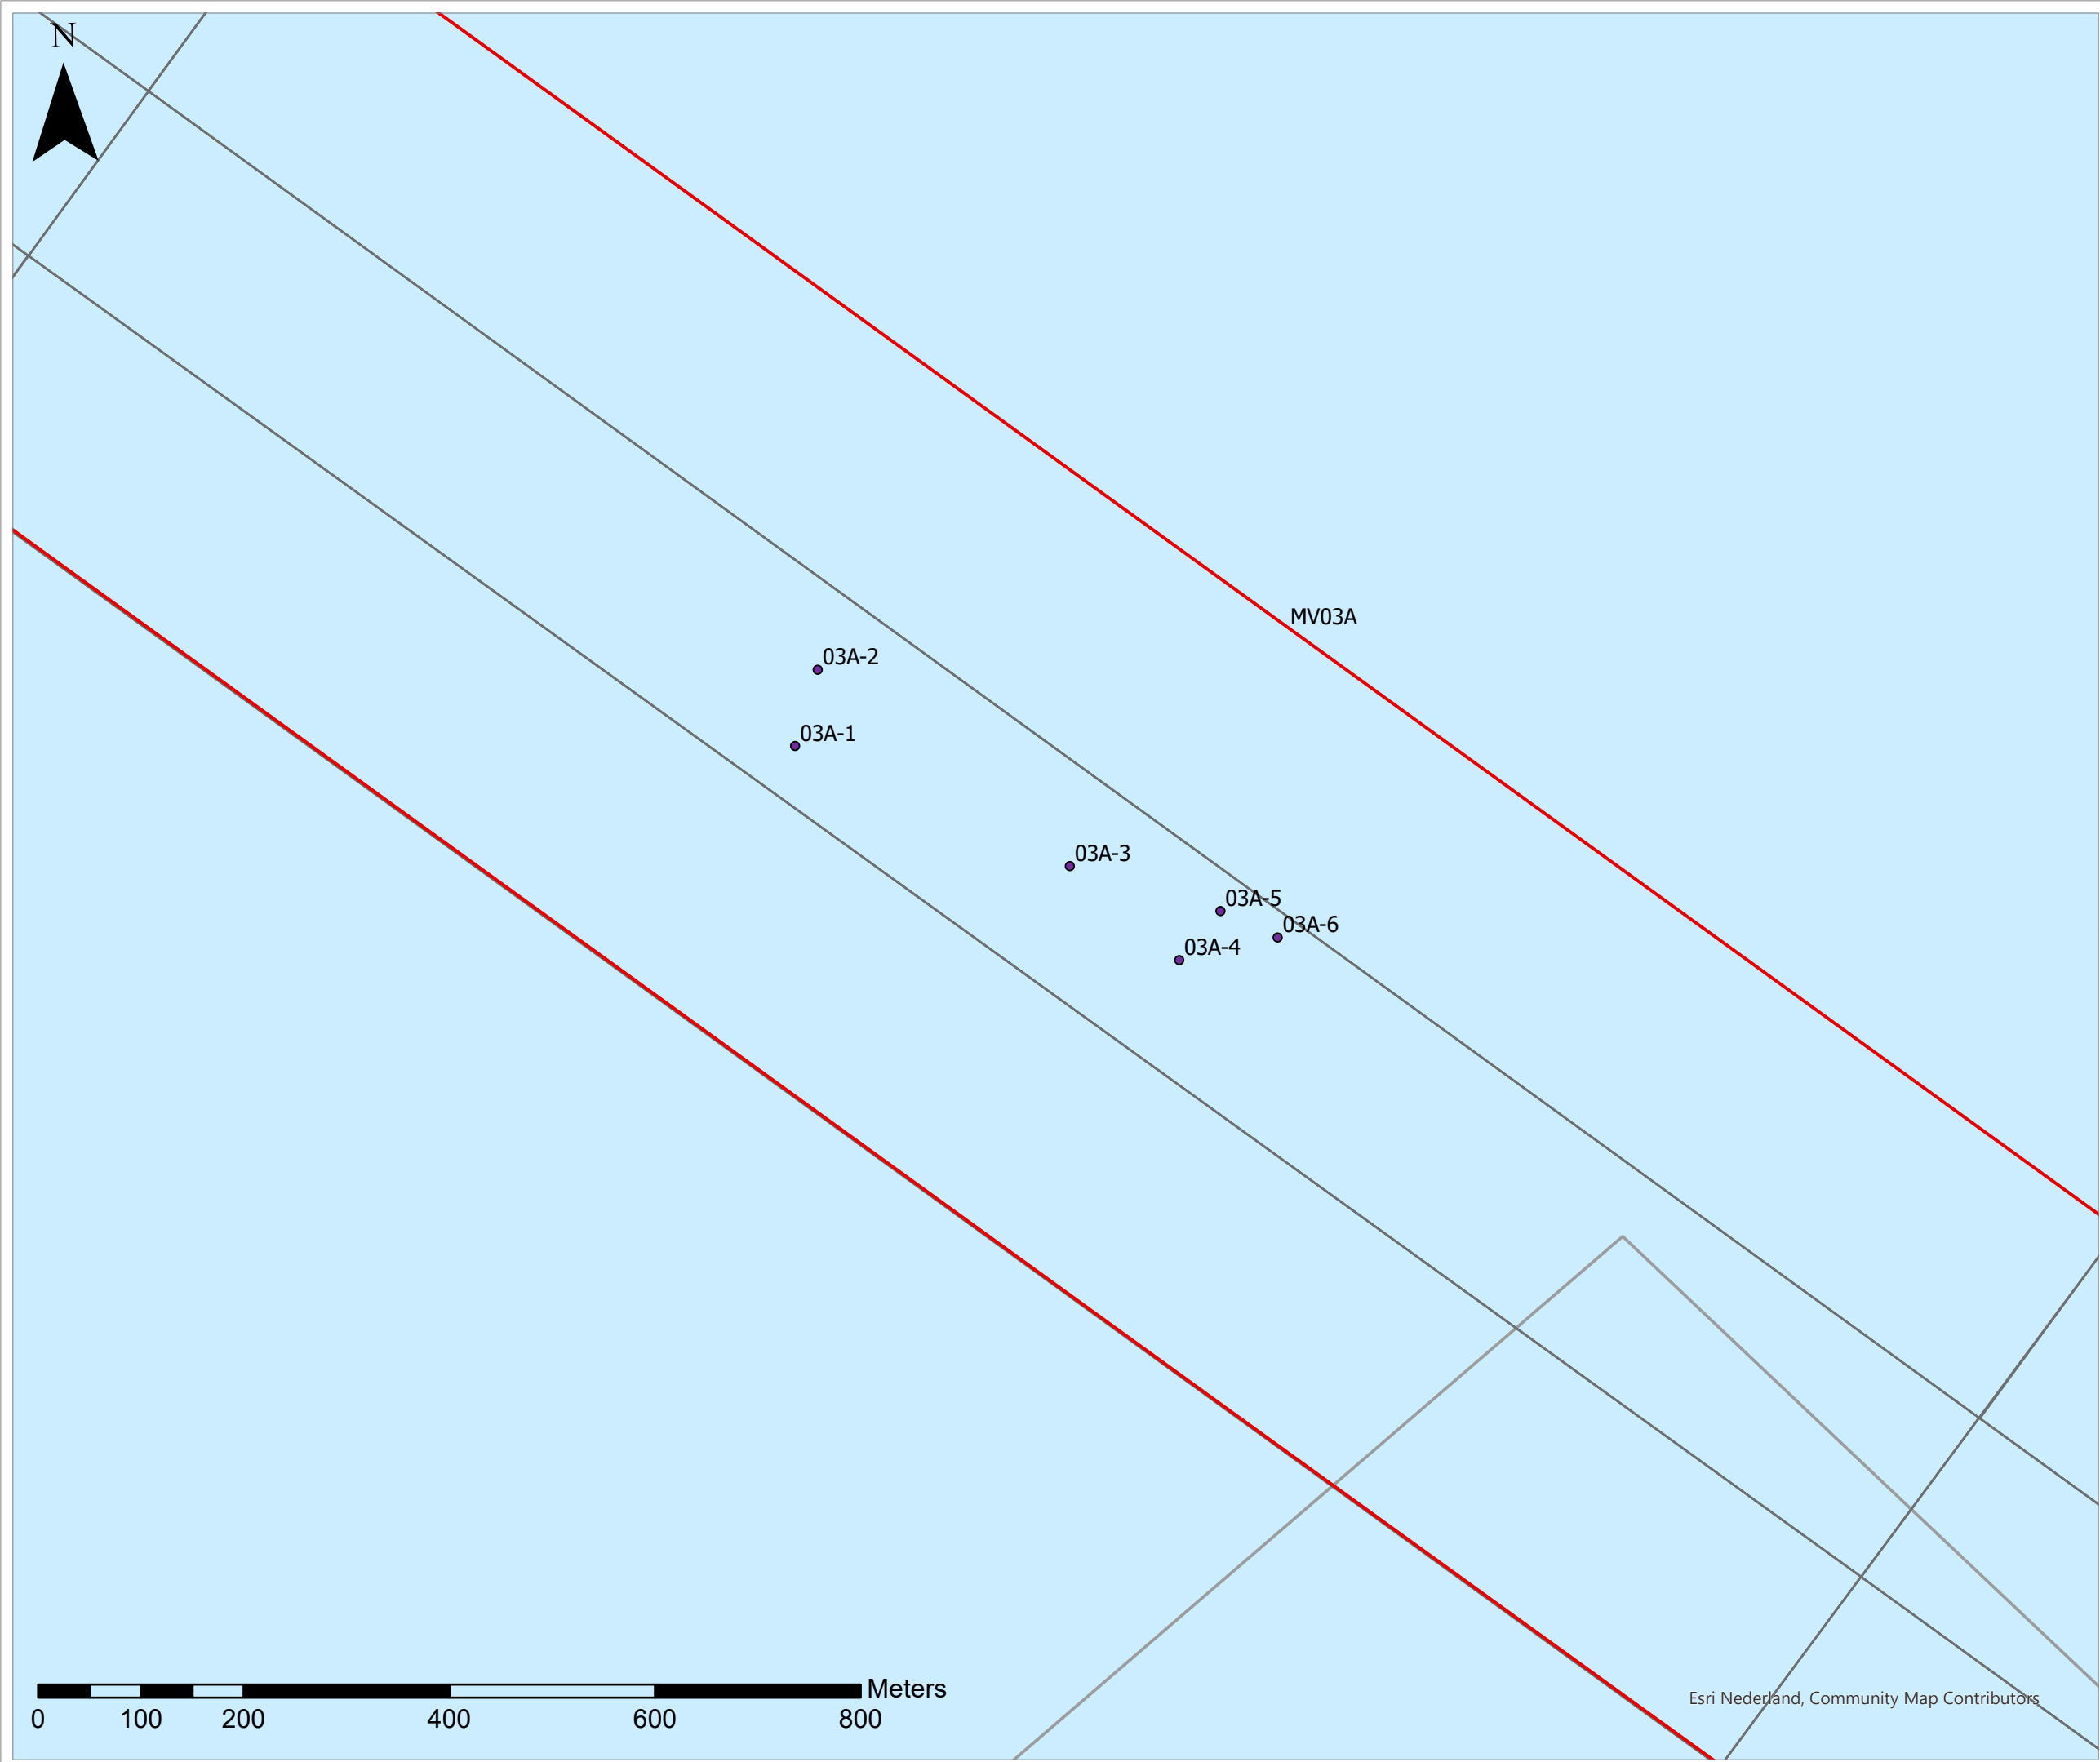 N
MV03A
03A-2
03A-1
03A-3
03A-5
03A-6
03A-4
Meters
0 100 200 400 600 800
Esri Nederland, Community Map Contributors